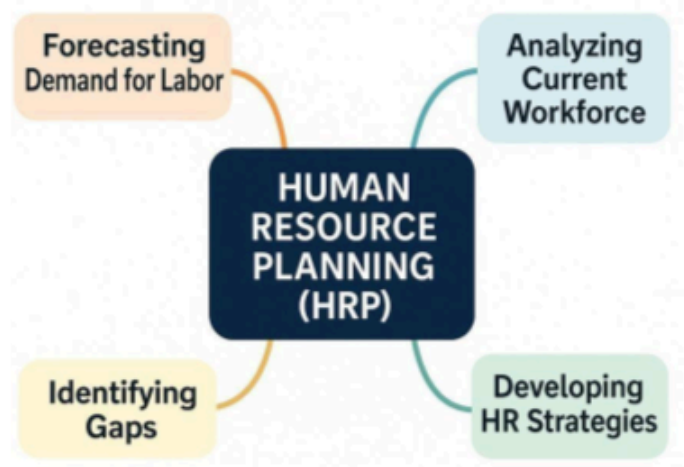 Forecasting
Demand for Labor
Analyzing
Current
Workforce
HUMAN
RESOURCE
PLANNING
(HRP)
Identifying
Gaps
Developing
HR Strategies